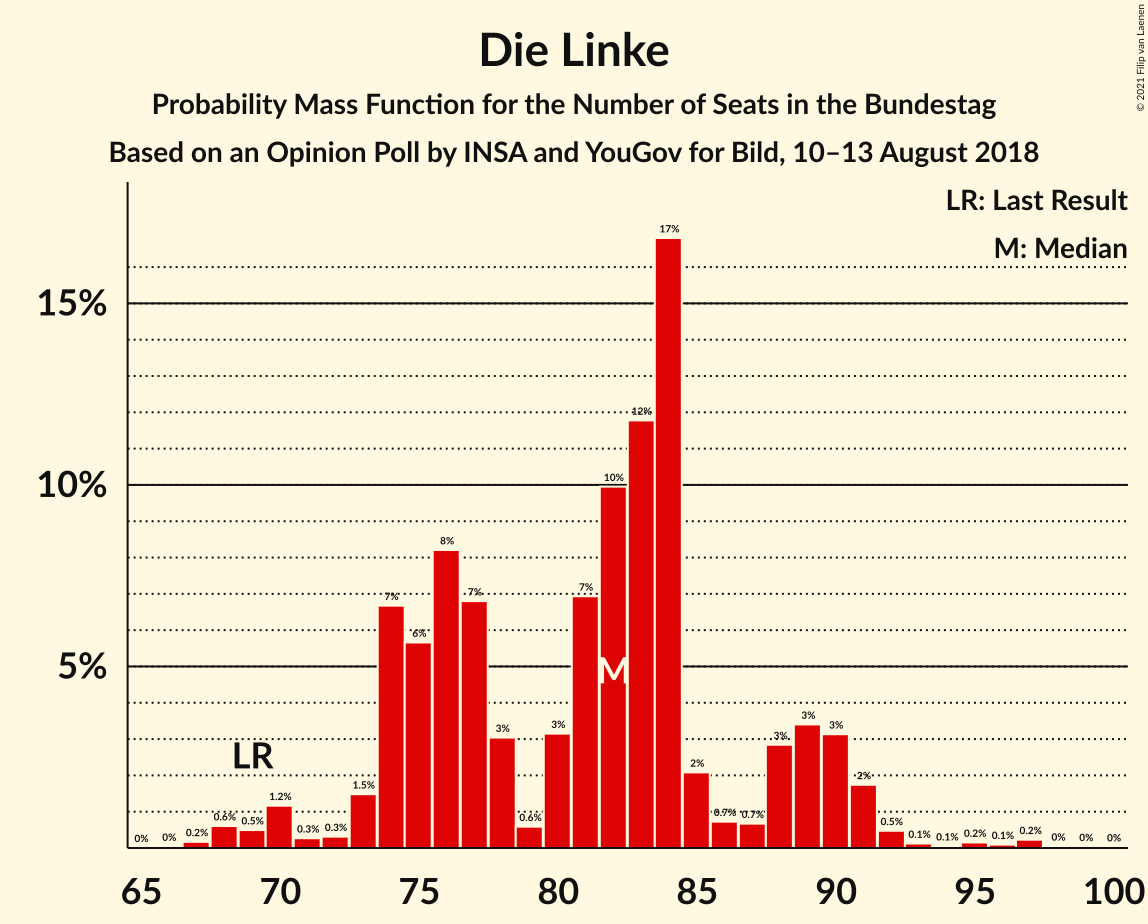 © 2021 Filip van Laenen
Die Linke
Probability Mass Function for the Number of Seats in the Bundestag
Based on an Opinion Poll by INSA and YouGov for Bild, 10–13 August 2018
LR: Last Result
M: Median
17%
15%
12%
10%
10%
8%
7% 6% 7% 7%
5%
M
3% 0.6% 3% 2% 0.7% 0.7% 3% 3% 3% 2%
LR
0% 0% 0.2% 0.6% 0.5% 1.2% 0.3% 0.3% 1.5% 0.5% 0.1% 0.1% 0.2% 0.1% 0.2% 0% 0% 0%
65 70 75 80 85 90 95 100